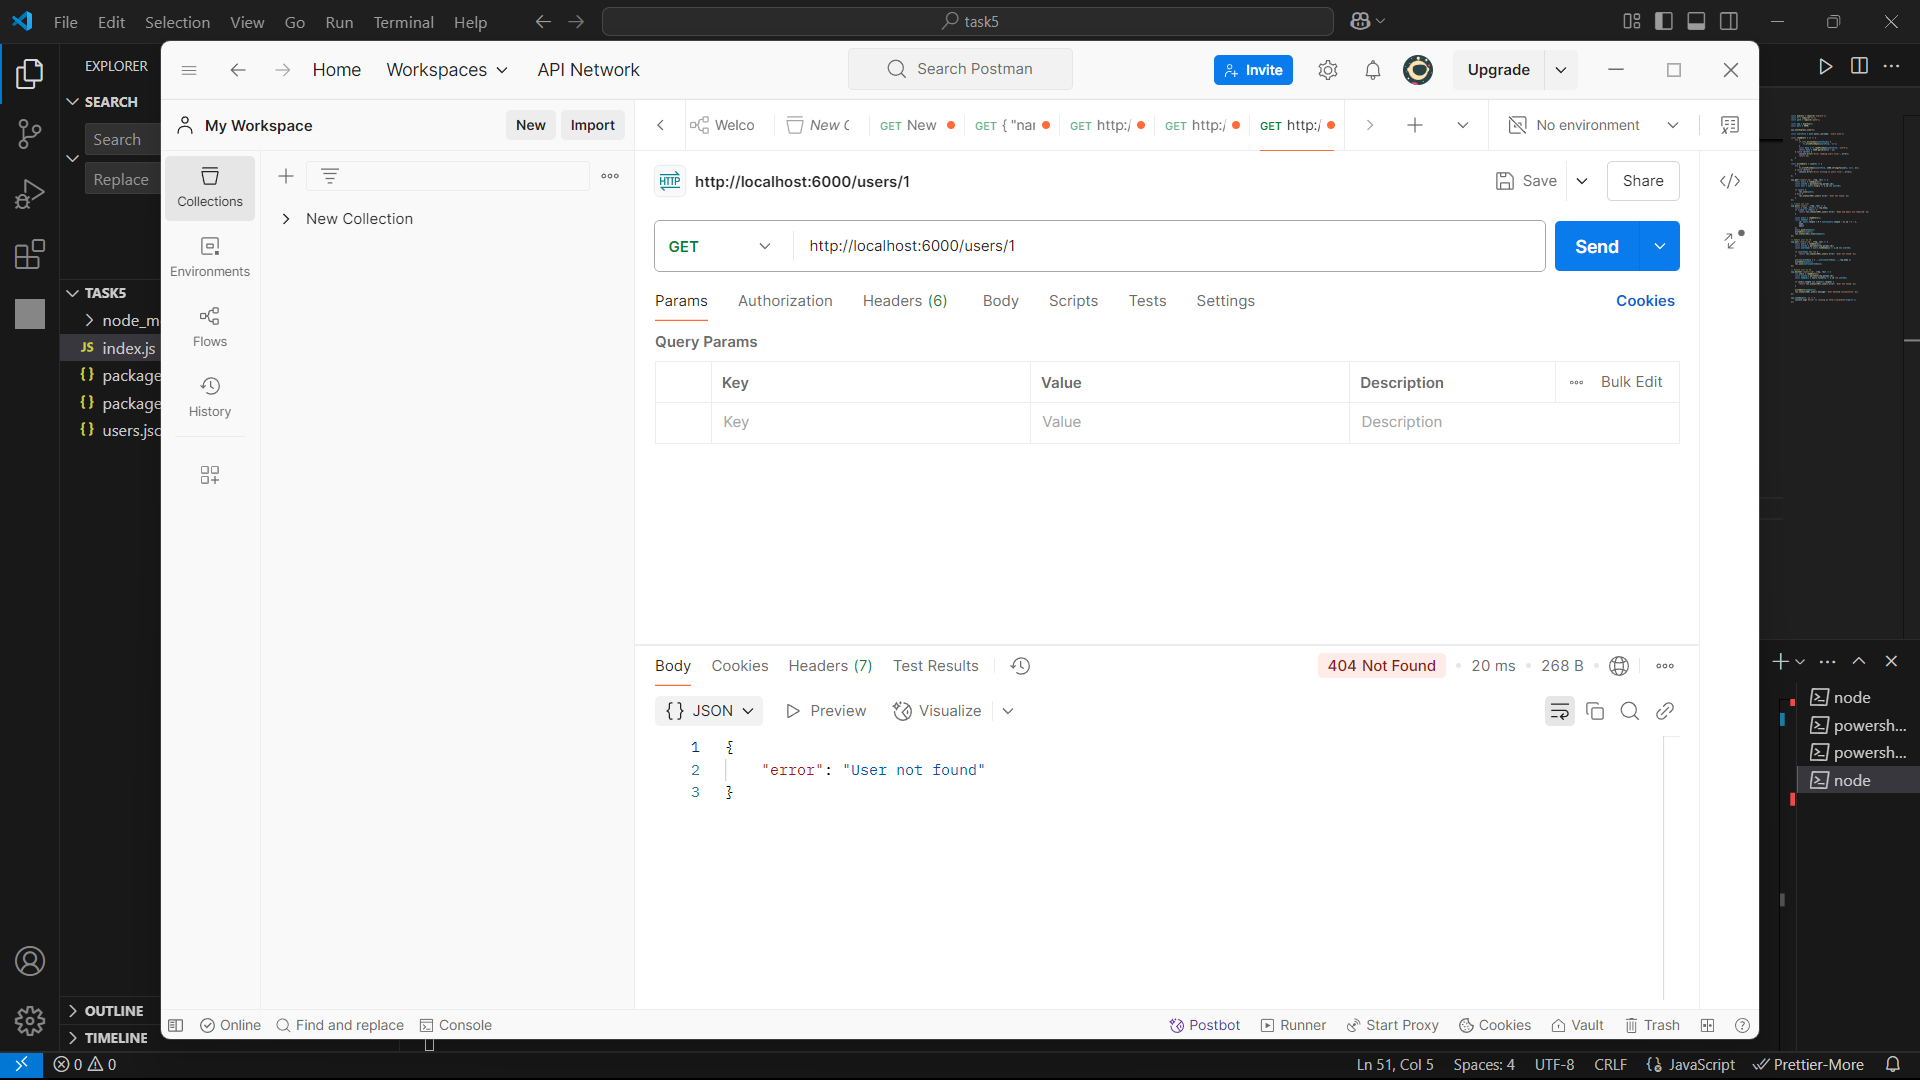 File Edit Selection View Go Run Terminal Help
task5
EXPLORER
SEARCH
Search
Replace
TASK5
node_m
JS index.js
{} package
{} package
{} users.jsc
OUTLINE
TIMELINE
Home Workspaces API Network
Search Postman
Invite
Upgrade
My Workspace
New Import
Welco
New C
GET New
GET { "nar
GET http:/
GET http:/
GET http:/
No environment
Collections
Environments
Flows
History
New Collection
HTTP http://localhost:6000/users/1
Save
Share
GET http://localhost:6000/users/1
Send
Params Authorization Headers (6) Body Scripts Tests Settings
Cookies
Query Params
Key Value Description Bulk Edit
Key Value Description
Body Cookies Headers (7) Test Results
404 Not Found 20 ms 268 B
{} JSON Preview Visualize
1 {
2 "error": "User not found"
3 }
Online Find and replace Console
Postbot Runner Start Proxy Cookies Vault Trash
node
powersh...
powersh...
node
0 0
Ln 51, Col 5 Spaces: 4 UTF-8 CRLF {} JavaScript Prettier-More